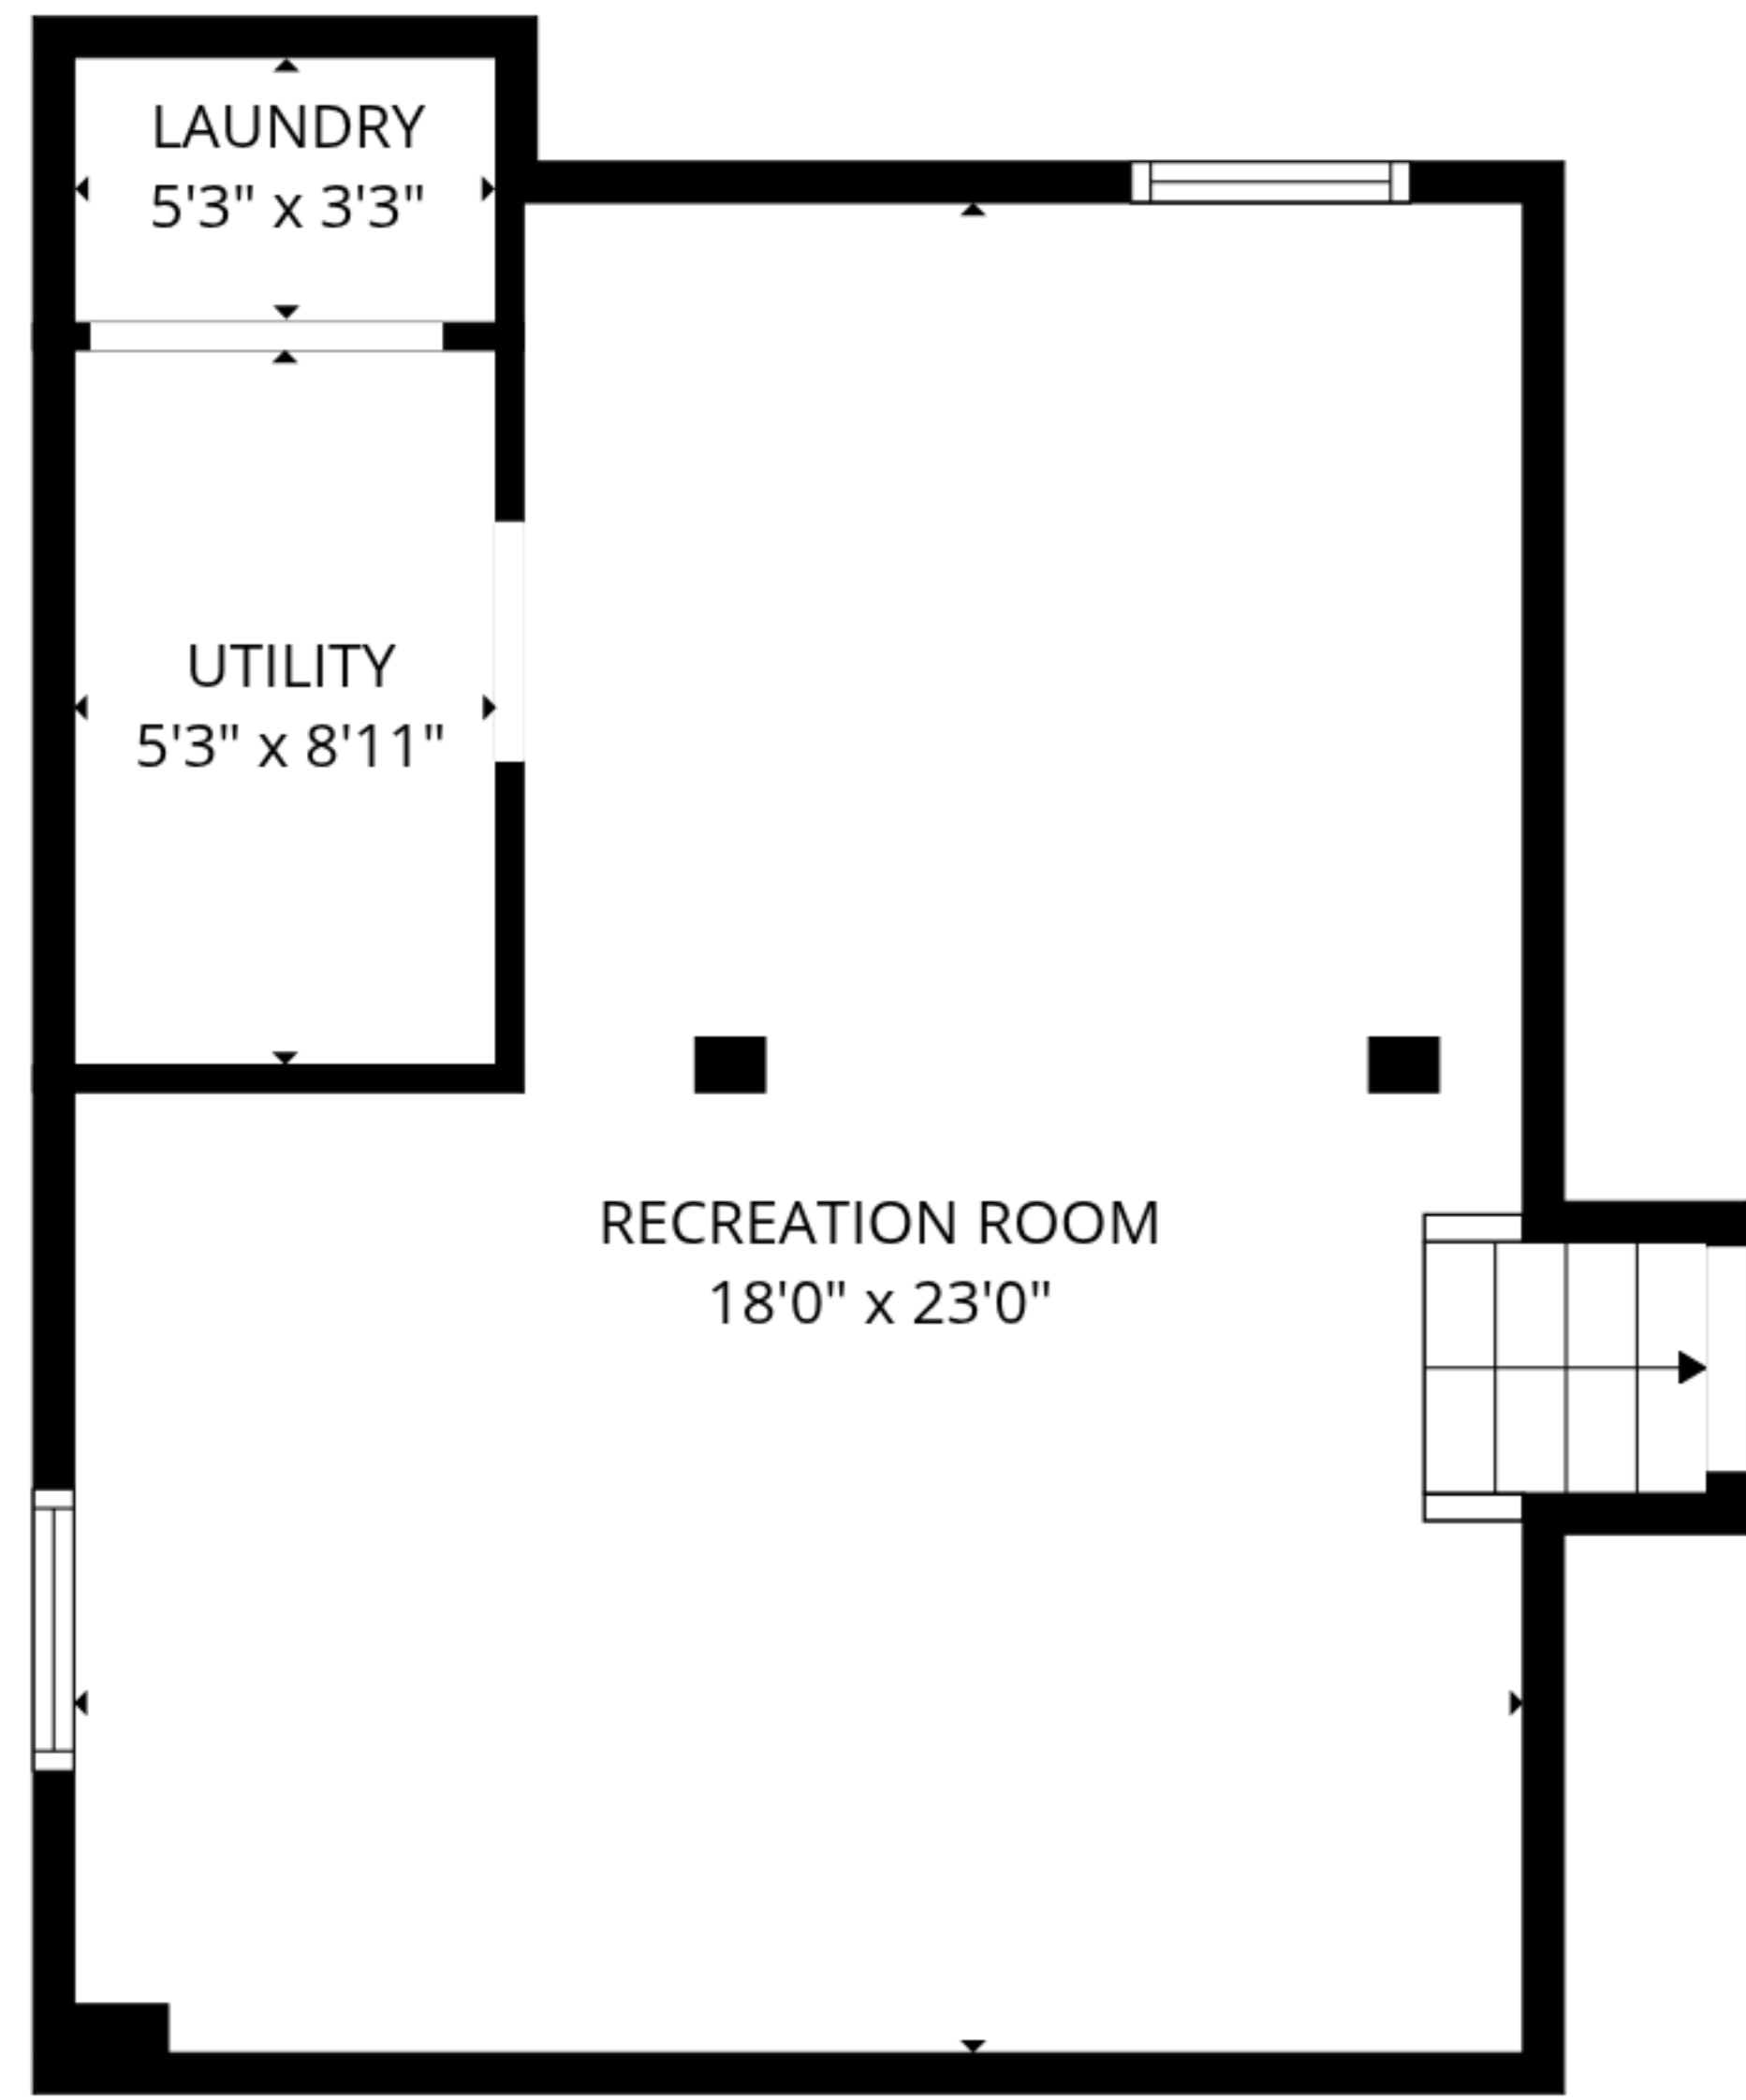 LAUNDRY
5'3" x 3'3"
UTILITY
5'3" x 8'11"
RECREATION ROOM
18'0" x 23'0"